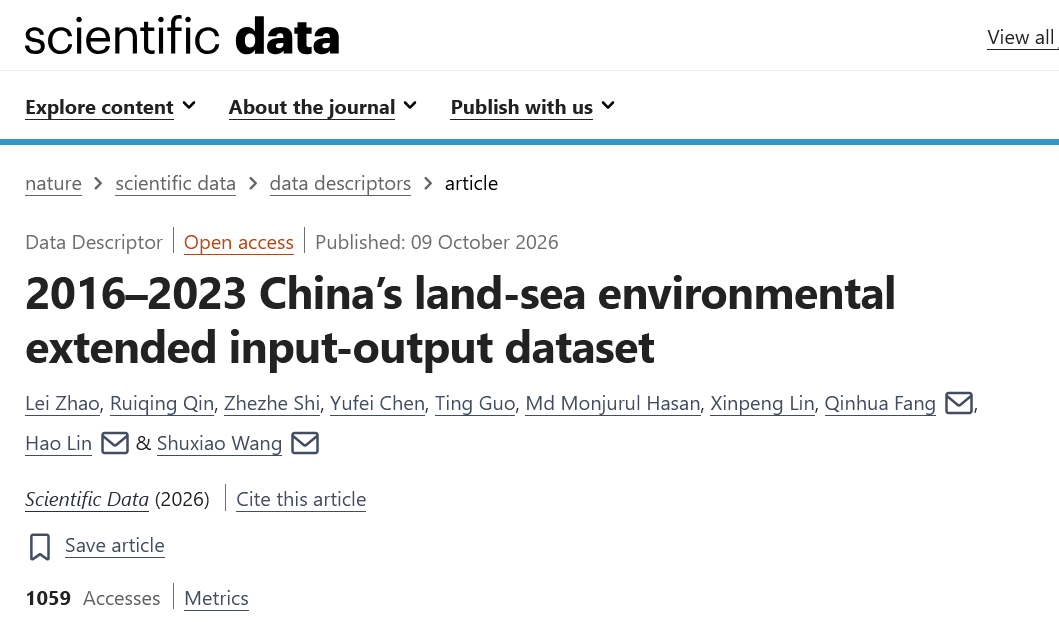 scientific data
View all
Explore content
About the journal
Publish with us
nature > scientific data > data descriptors > article
Data Descriptor | Open access | Published: 09 October 2026
2016–2023 China’s land-sea environmental
extended input-output dataset
Lei Zhao, Ruiqing Qin, Zhezhe Shi, Yufei Chen, Ting Guo, Md Monjurul Hasan, Xinpeng Lin, Qinhua Fang,
Hao Lin & Shuxiao Wang
Scientific Data (2026) | Cite this article
Save article
1059 Accesses | Metrics